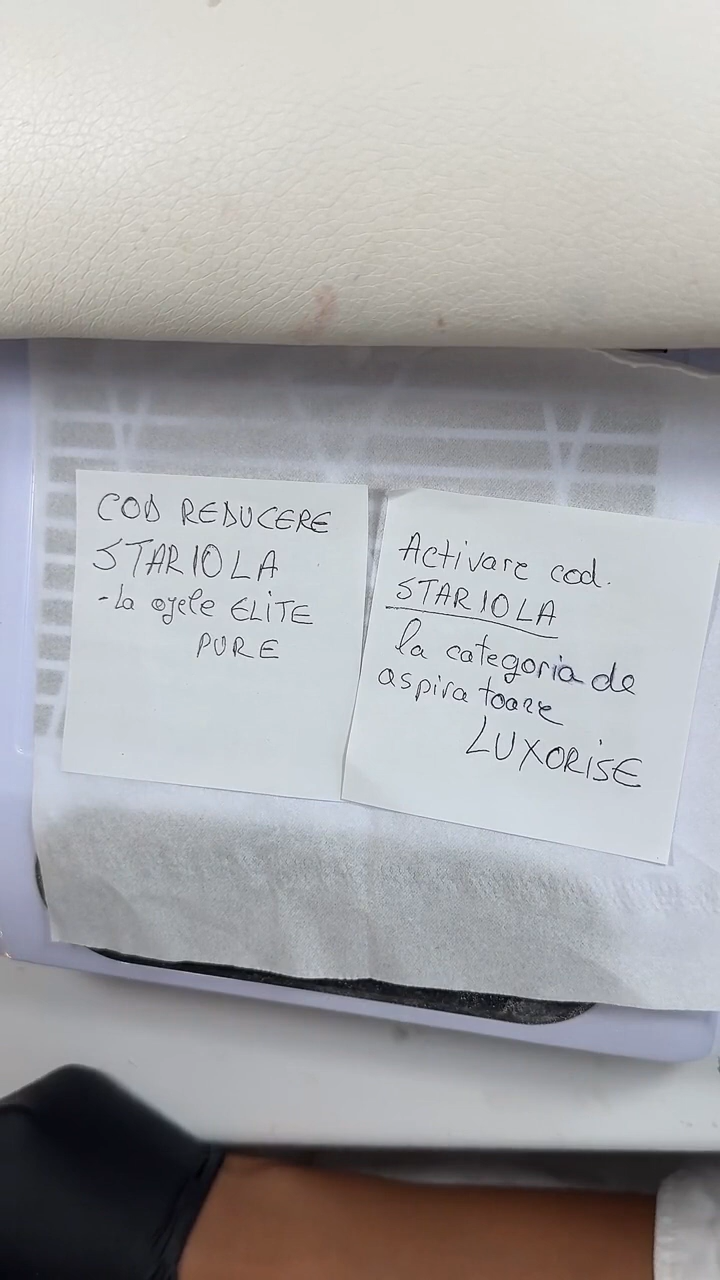 COD REDUCERE
STARIOLA
-La ojele ELITE
PURE
Activare cod.
STARIOLA
la categoria de
aspiratoare
LUXORISE